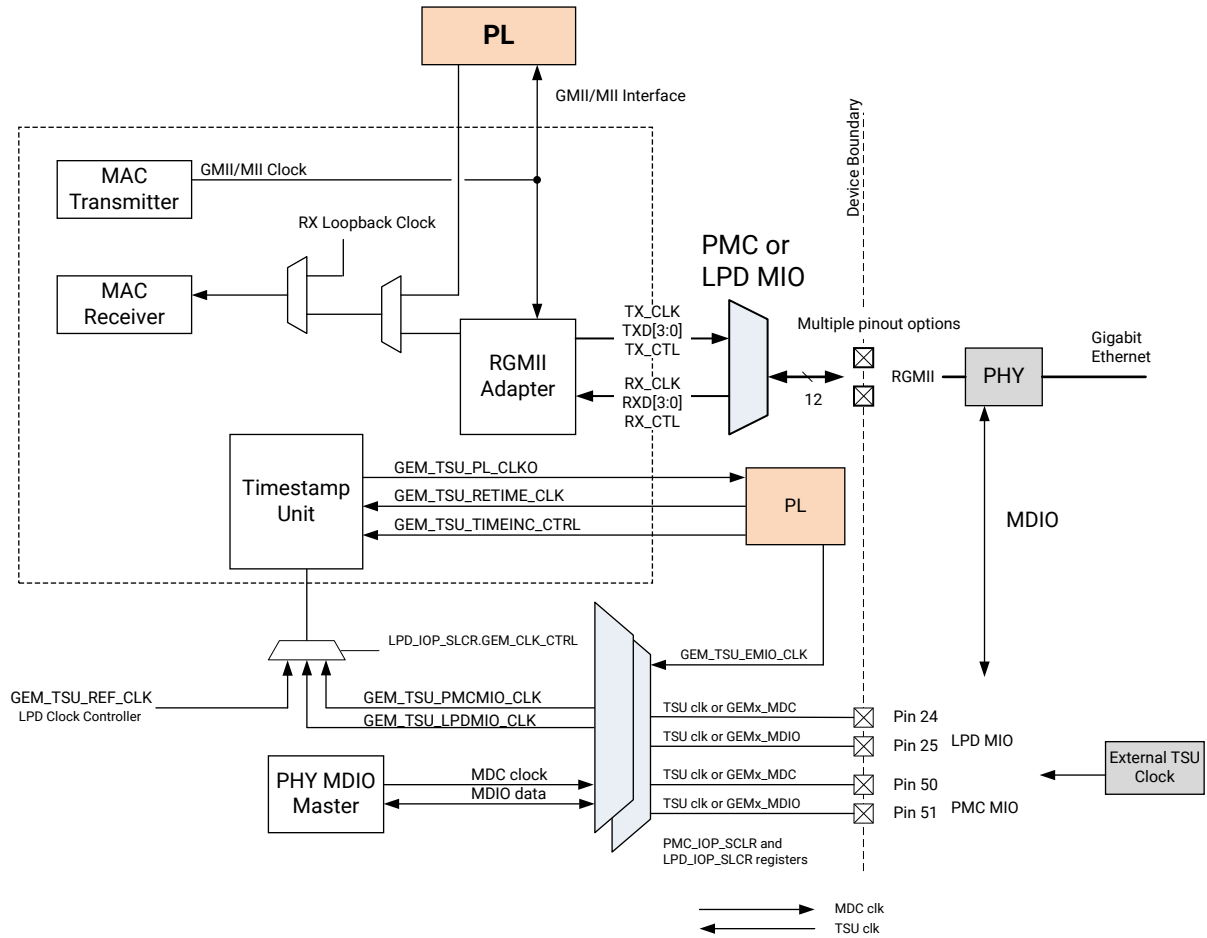 PL
GMII/MII Interface
Device Boundary
MAC
Transmitter
GMII/MII Clock
RX Loopback Clock
MAC
Receiver
PMC or
LPD MIO
RGMII
Adapter
TX_CLK
TXD[3:0]
TX_CTL
RX_CLK
RXD[3:0]
RX_CTL
Multiple pinout options
12
RGMII
PHY
Gigabit
Ethernet
Timestamp
Unit
GEM_TSU_PL_CLKO
GEM_TSU_RETIME_CLK
GEM_TSU_TIMEINC_CTRL
PL
MDIO
LPD_IOP_SLCR.GEM_CLK_CTRL
GEM_TSU_EMIO_CLK
GEM_TSU_REF_CLK
LPD Clock Controller
GEM_TSU_PMCMIO_CLK
GEM_TSU_LPDMIO_CLK
TSU clk or GEMx_MDC
Pin 24
TSU clk or GEMx_MDIO
Pin 25
LPD MIO
TSU clk or GEMx_MDC
Pin 50
TSU clk or GEMx_MDIO
Pin 51
PMC MIO
External TSU
Clock
PHY MDIO
Master
MDC clock
MDIO data
PMC_IOP_SCLR and
LPD_IOP_SLCR registers
MDC clk
TSU clk